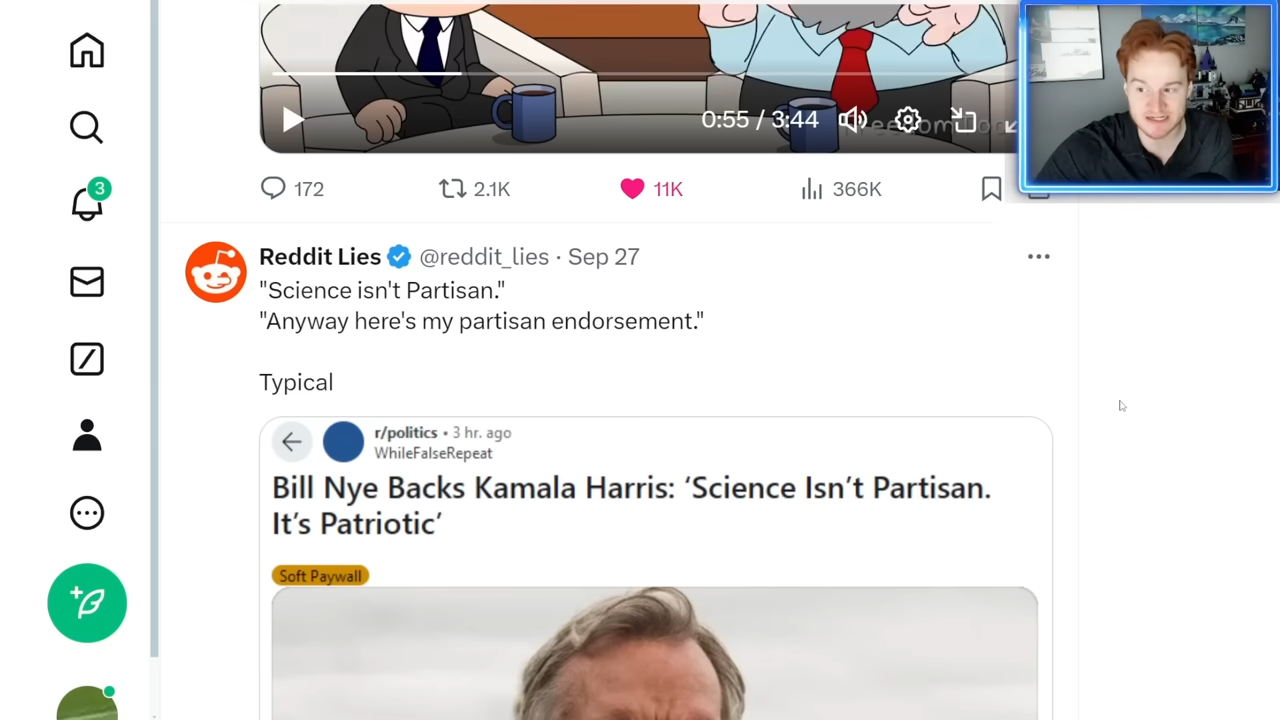 0:55 / 3:44
172
2.1K
11K
366K
3
Reddit Lies @reddit_lies · Sep 27
"Science isn't Partisan."
"Anyway here's my partisan endorsement."
Typical
r/politics • 3 hr. ago
WhileFalseRepeat
Bill Nye Backs Kamala Harris: ‘Science Isn’t Partisan.
It’s Patriotic’
Soft Paywall